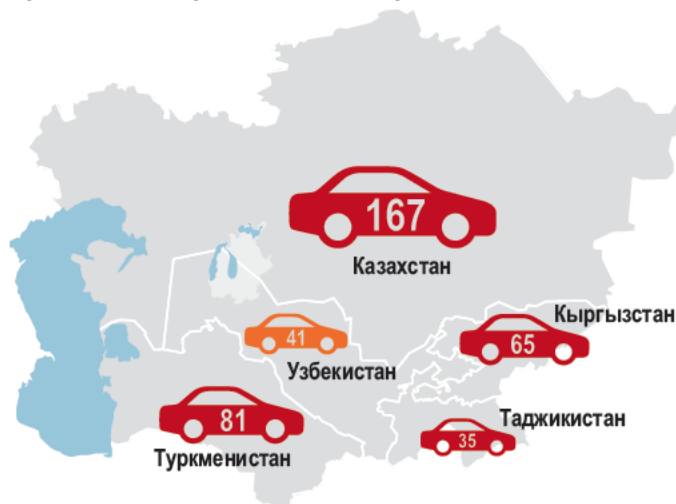 167
Казахстан
Кыргызстан
65
41
Узбекистан
Таджикистан
35
81
Туркменистан